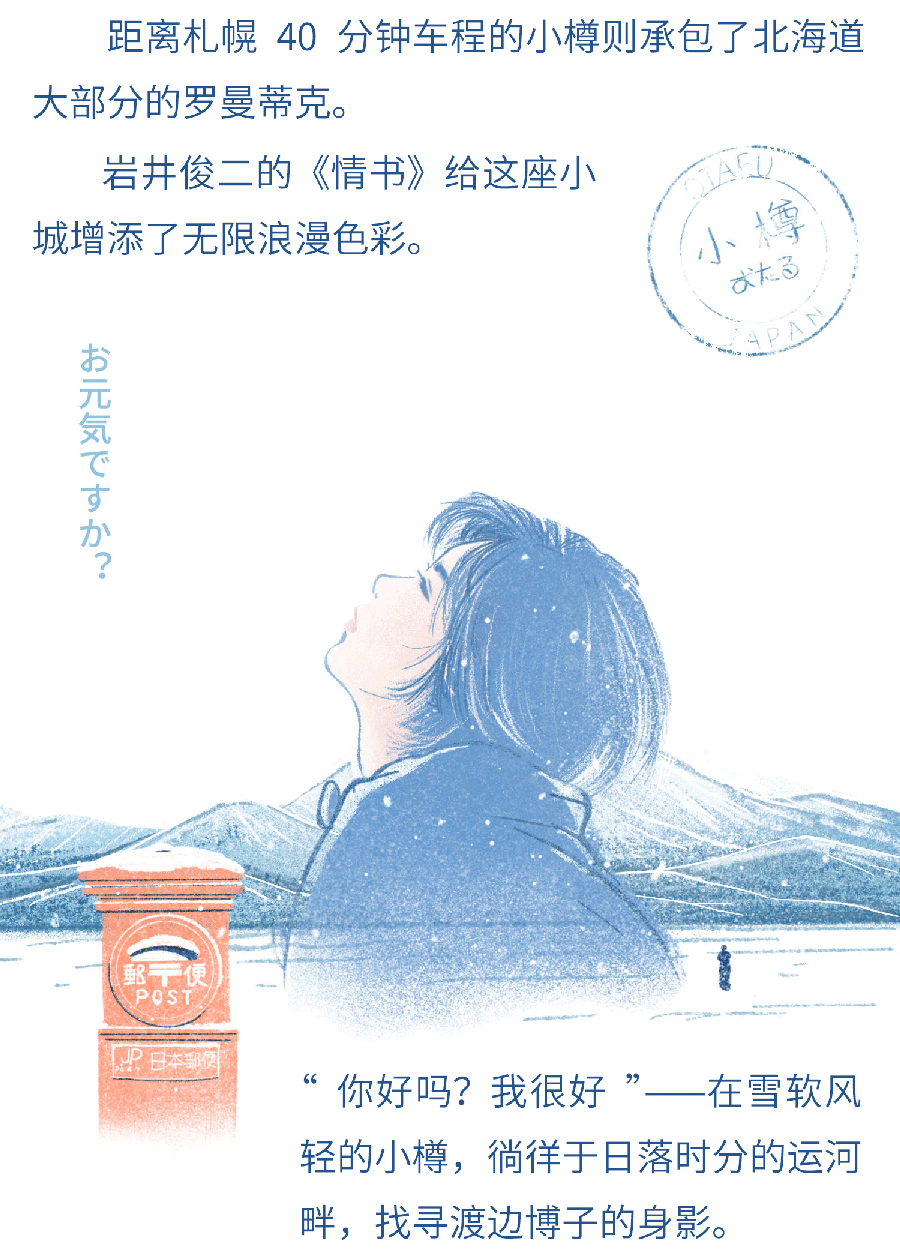 距离札幌 40 分钟车程的小樽则承包了北海道
大部分的罗曼蒂克。
岩井俊二的《情书》给这座小
城增添了无限浪漫色彩。
OTARU
小樽
おたる
JAPAN
お元気ですか？
郵〒便
POST
JP
日本郵便
“ 你好吗？我很好 ”——在雪软风
轻的小樽，徜徉于日落时分的运河
畔，找寻渡边博子的身影。